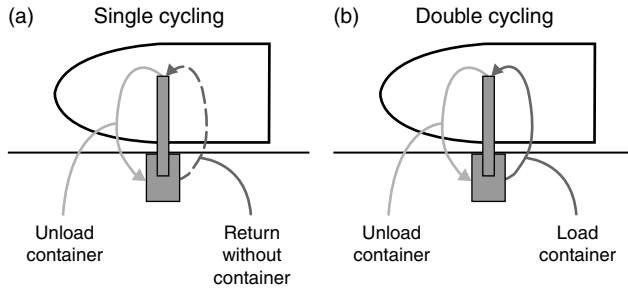 (a) Single cycling
Unload
container
Return
without
container
(b) Double cycling
Unload
container
Load
container